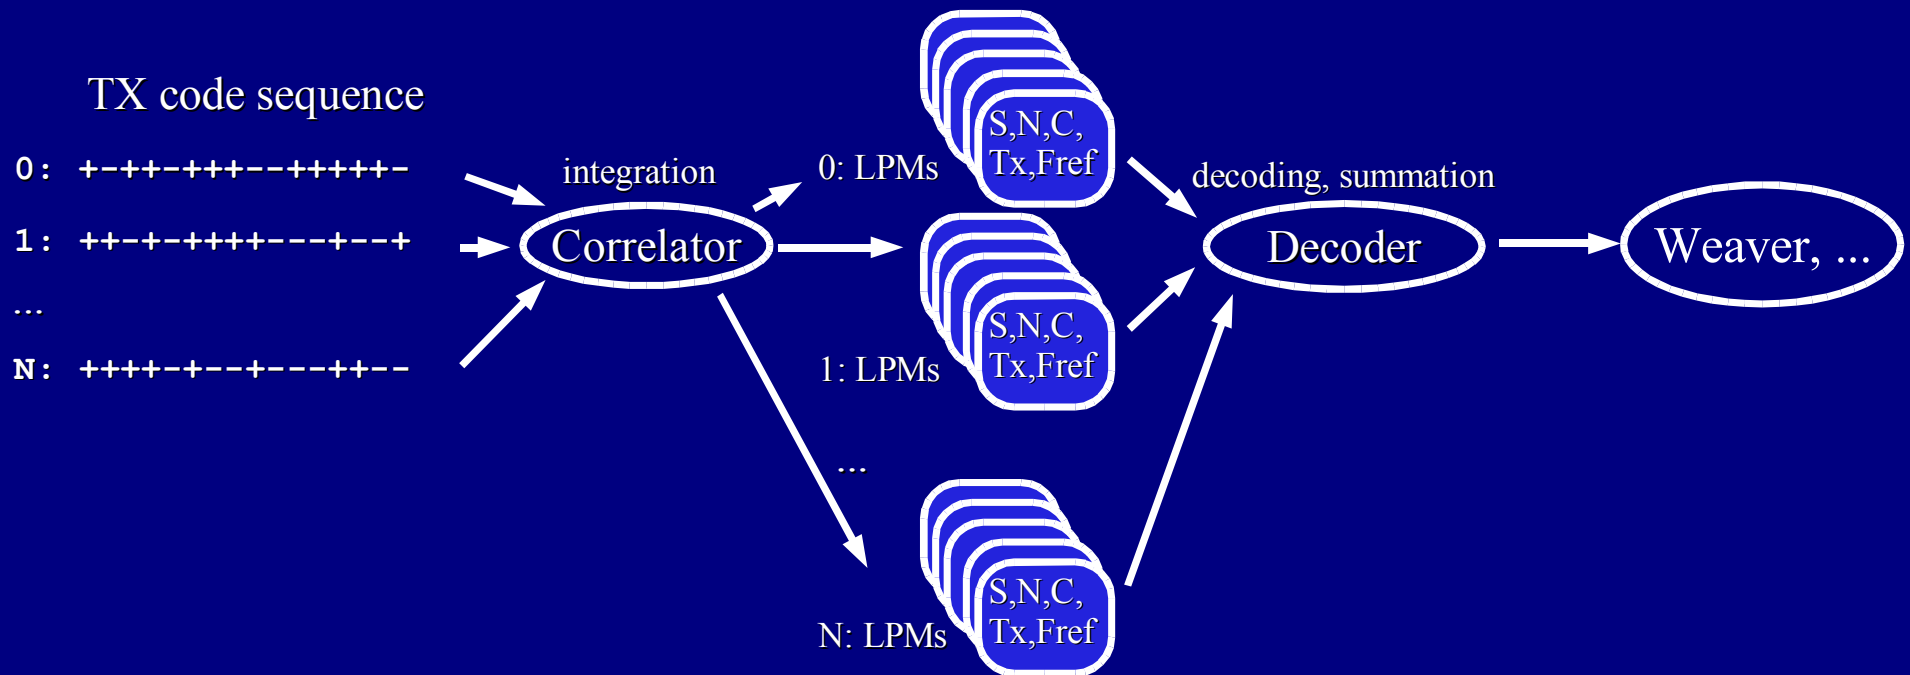 TX code sequence
0: +-++-+++--+++++-
1: ++-+-++++---+--+
...
N: ++++-+--+---++--
integration
Correlator
0: LPMs
S,N,C,
Tx,Fref
1: LPMs
S,N,C,
Tx,Fref
...
N: LPMs
S,N,C,
Tx,Fref
decoding, summation
Decoder
Weaver, ...